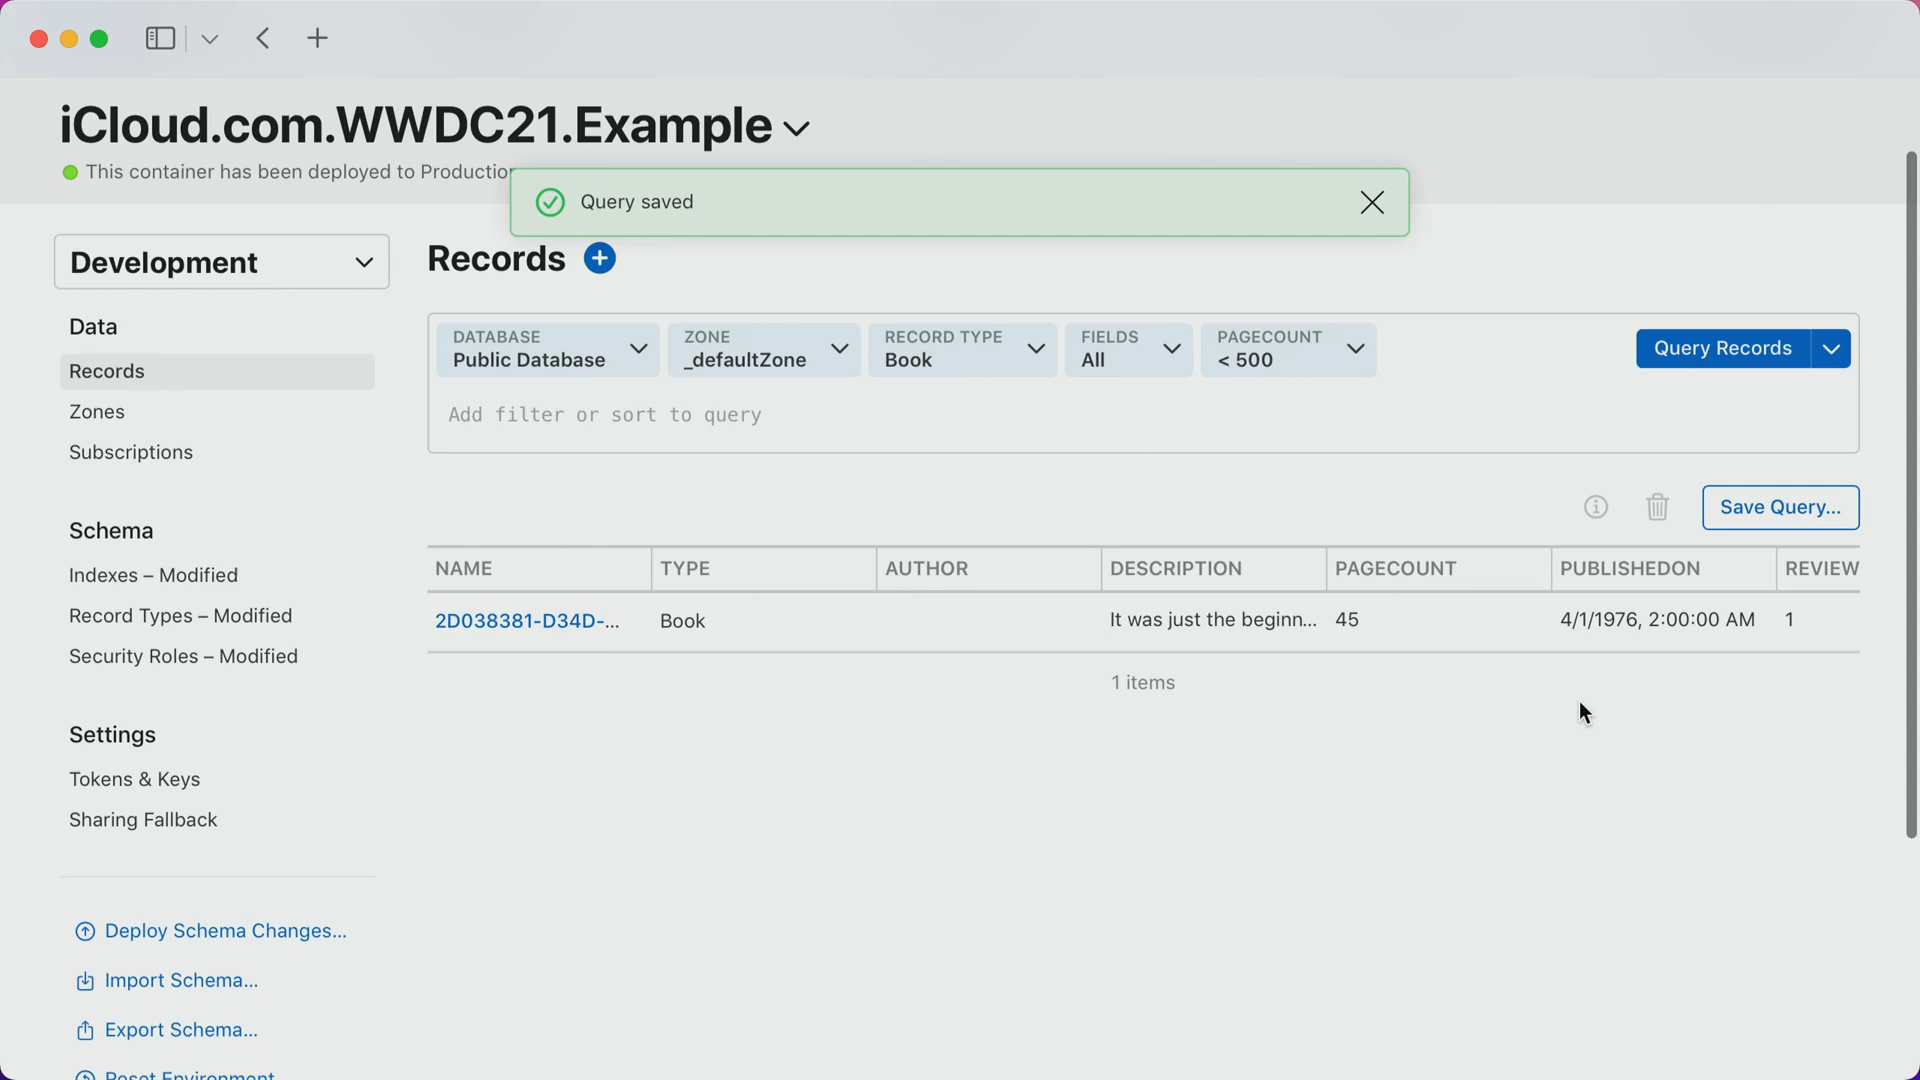 iCloud.com.WWDC21.Example
This container has been deployed to Production
Query saved
Development
Data
Records
Zones
Subscriptions
Schema
Indexes – Modified
Record Types – Modified
Security Roles – Modified
Settings
Tokens & Keys
Sharing Fallback
Deploy Schema Changes...
Import Schema...
Export Schema...
Reset Environment
Records
DATABASE ZONE RECORD TYPE FIELDS PAGECOUNT
Public Database _defaultZone Book All < 500
Query Records
Add filter or sort to query
Save Query...
NAME TYPE AUTHOR DESCRIPTION PAGECOUNT PUBLISHEDON REVIEW
2D038381-D34D-... Book It was just the beginn... 45 4/1/1976, 2:00:00 AM 1
1 items